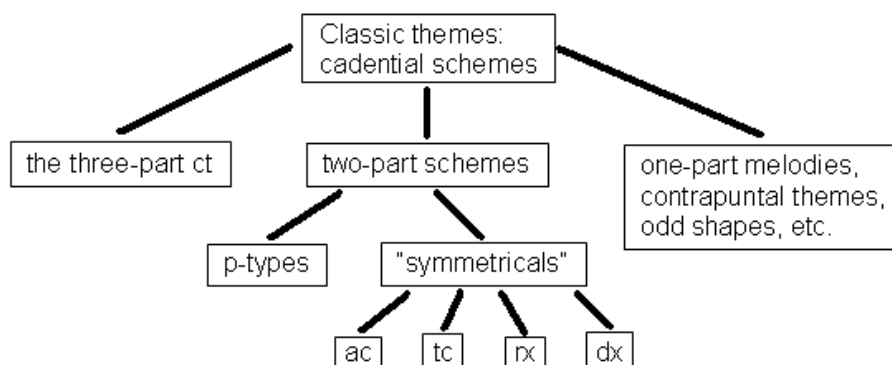 Classic themes:
cadential schemes
the three-part ct
two-part schemes
one-part melodies,
contrapuntal themes,
odd shapes, etc.
p-types
"symmetricals"
ac
tc
rx
dx